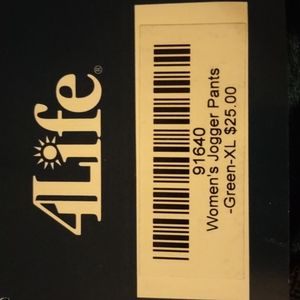 4Life®
91640
Women's Jogger Pants
-Green-XL $25.00